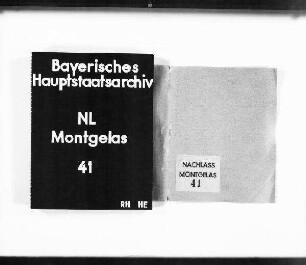 Bayerisches
Hauptstaatsarchiv
NL
Montgelas
41
RH HE
NACHLASS
MONTGELAS
41